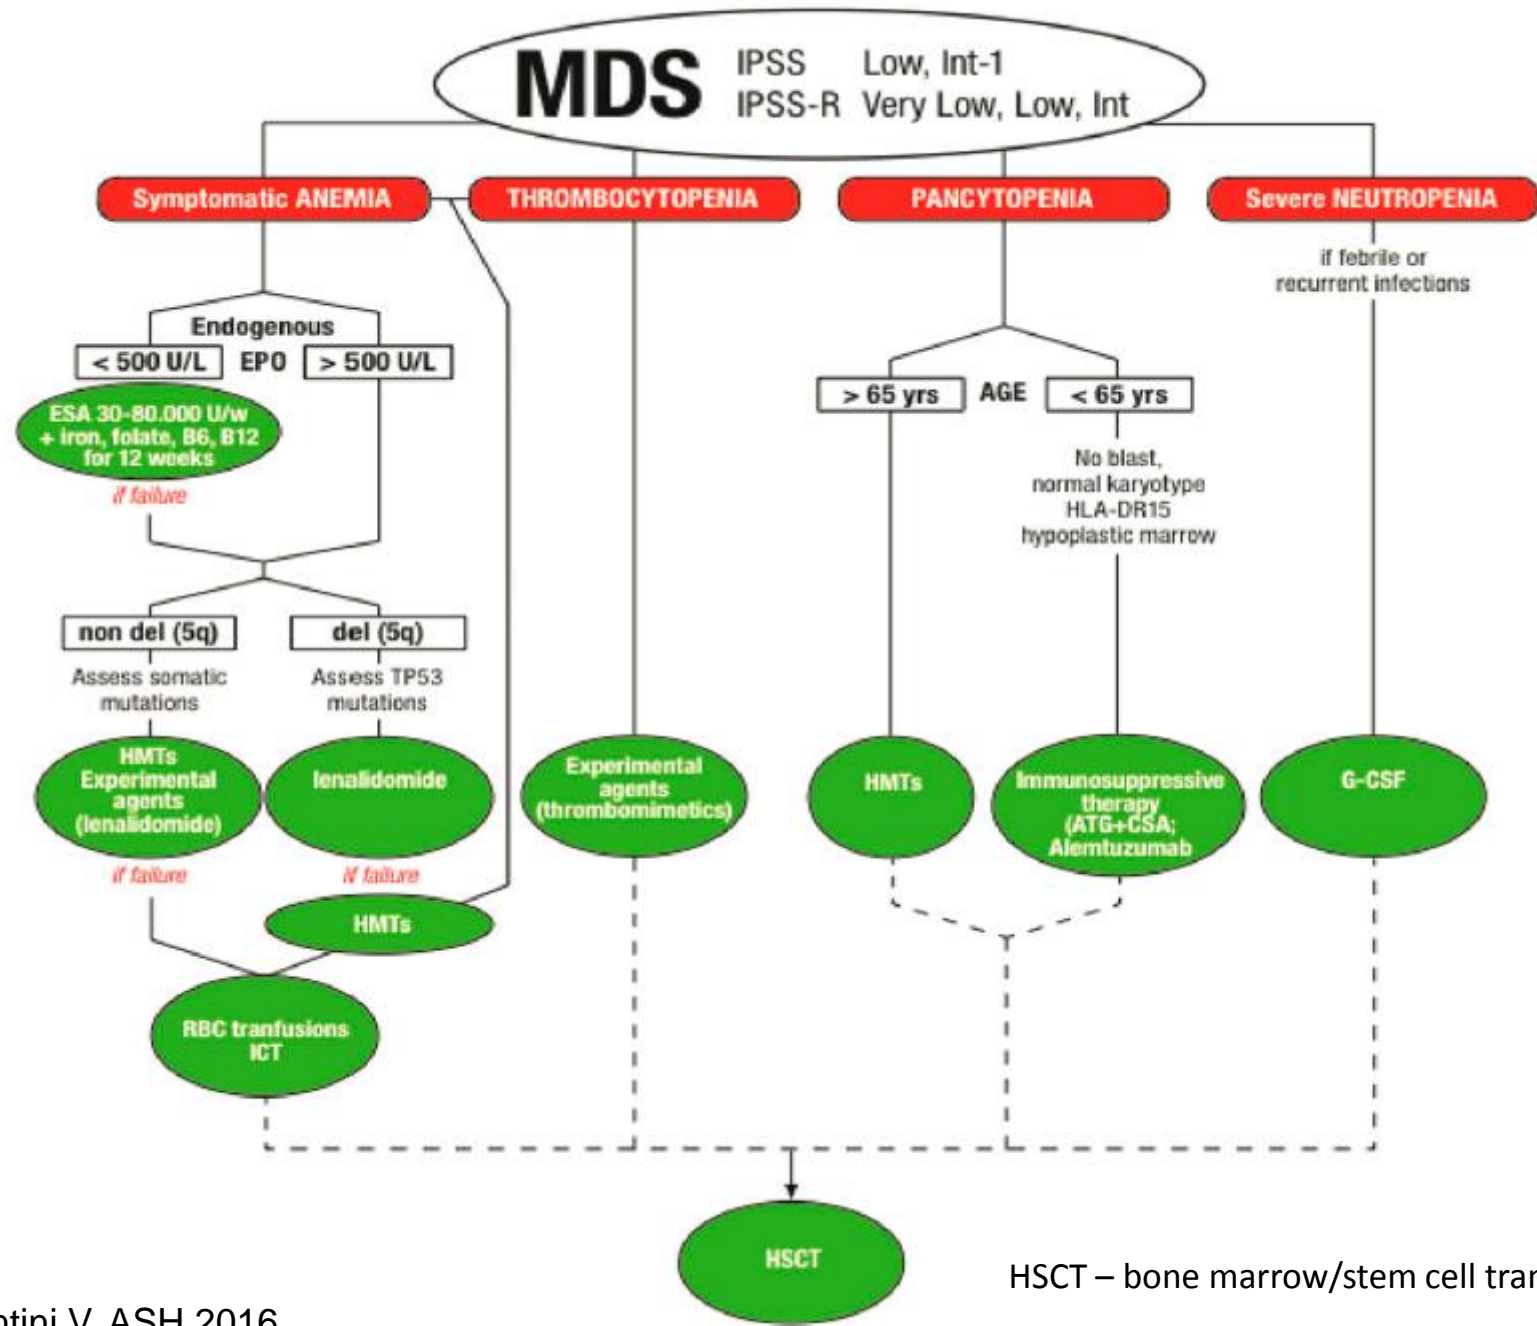 MDS IPSS Low, Int-1
IPSS-R Very Low, Low, Int
Symptomatic ANEMIA
THROMBOCYTOPENIA
PANCYTOPENIA
Severe NEUTROPENIA
if febrile or
recurrent infections
Endogenous
< 500 U/L EPO > 500 U/L
ESA 30-80.000 U/w
+ iron, folate, B6, B12
for 12 weeks
if failure
> 65 yrs AGE < 65 yrs
No blast,
normal karyotype
HLA-DR15
hypoplastic marrow
non del (5q)
del (5q)
Assess somatic
mutations
Assess TP53
mutations
HMTs
Experimental
agents
(lenalidomide)
lenalidomide
Experimental
agents
(thrombomimetics)
HMTs
Immunosuppressive
therapy
(ATG+CSA;
Alemtuzumab
G-CSF
if failure
if failure
HMTs
RBC tranfusions
ICT
HSCT
HSCT – bone marrow/stem cell
V, ASH 2016